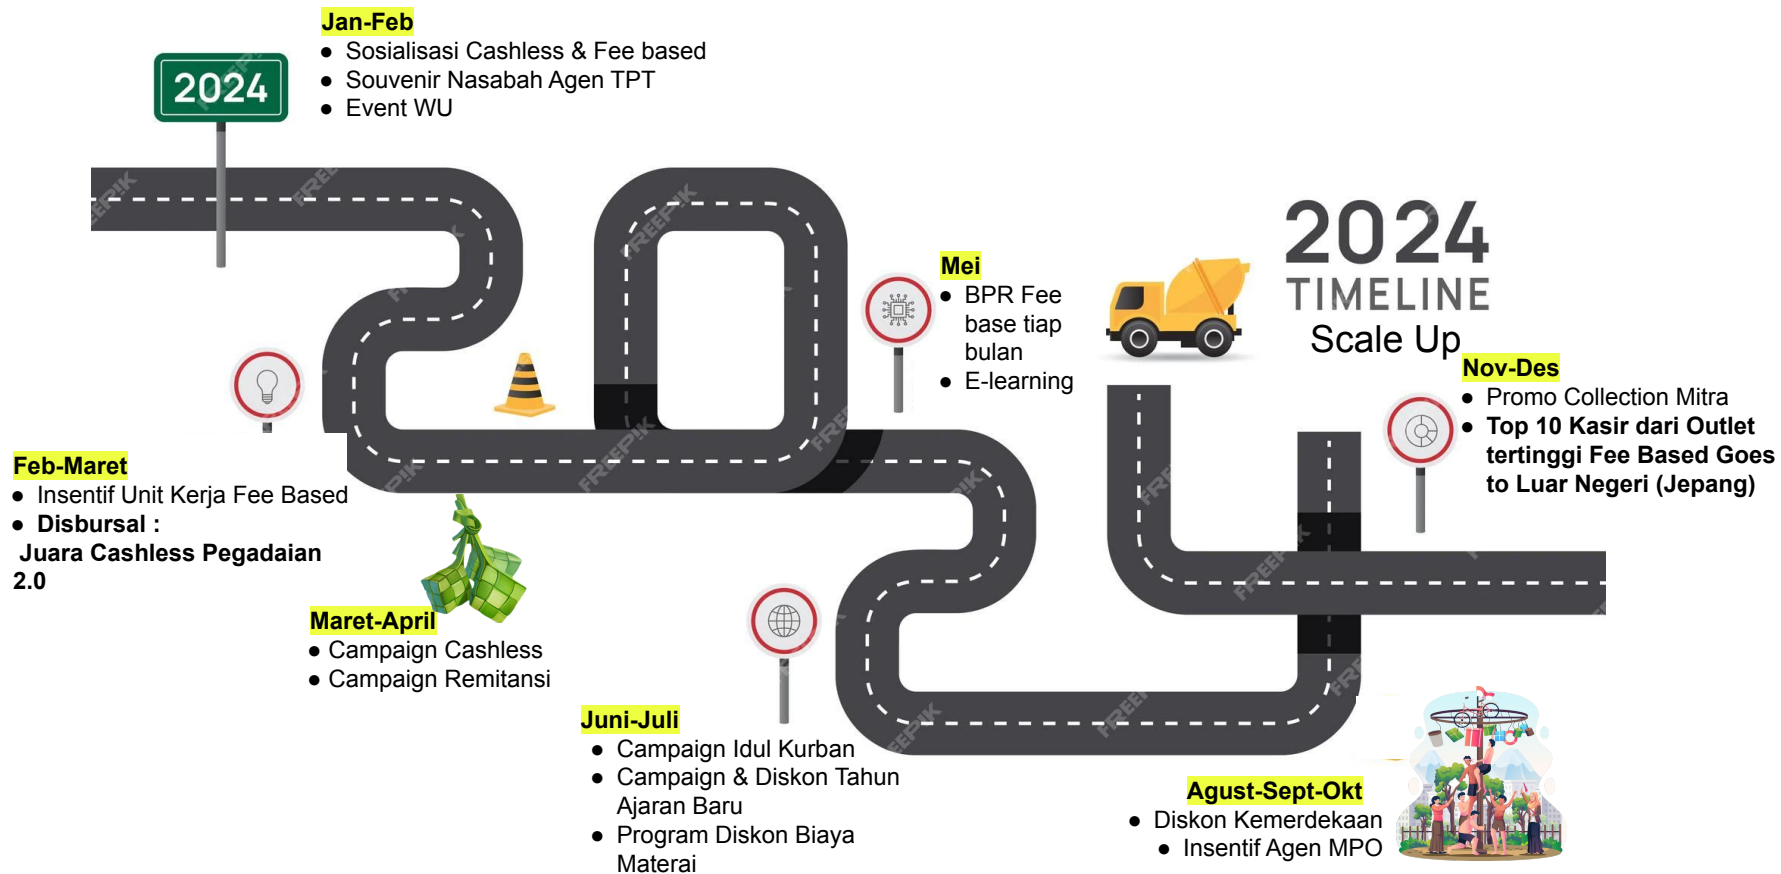 Jan-Feb
● Sosialisasi Cashless & Fee based
● Souvenir Nasabah Agen TPT
● Event WU
2024
2024
TIMELINE
Scale Up
Feb-Maret
● Insentif Unit Kerja Fee Based
● Disbursal :
Juara Cashless Pegadaian
2.0
Maret-April
● Campaign Cashless
● Campaign Remitansi
Mei
● BPR Fee
base tiap
bulan
● E-learning
Juni-Juli
● Campaign Idul Kurban
● Campaign & Diskon Tahun
Ajaran Baru
● Program Diskon Biaya
Materai
Agust-Sept-Okt
● Diskon Kemerdekaan
● Insentif Agen MPO
Nov-Des
● Promo Collection Mitra
● Top 10 Kasir dari Outlet
tertinggi Fee Based Goes
to Luar Negeri (Jepang)
FREEPIK